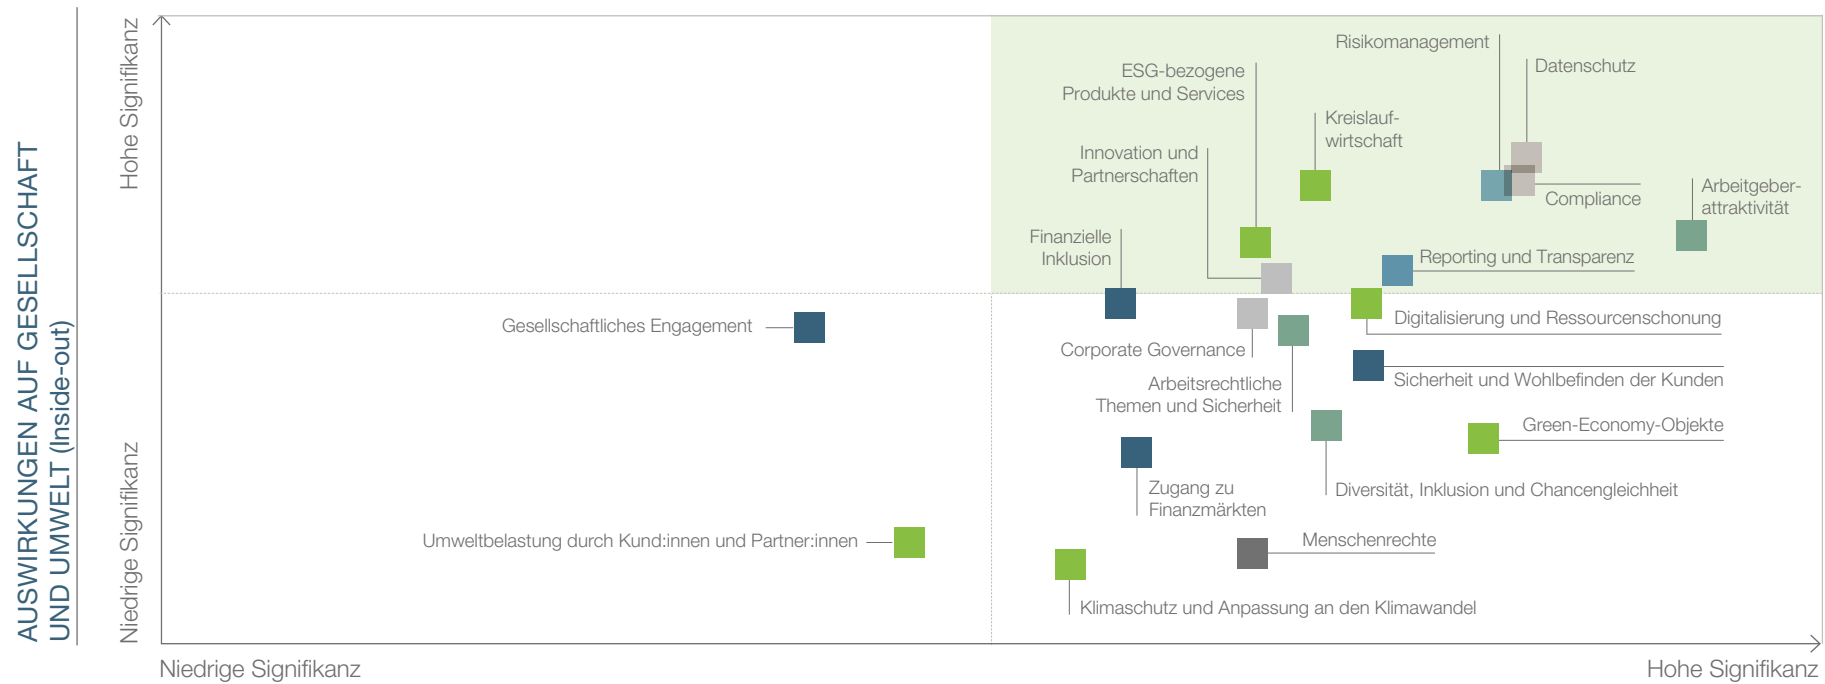 AUSWIRKUNGEN AUF GESELLSCHAFT
UND UMWELT (Inside-out)
Hohe Signifikanz
Niedrige Signifikanz
Risikomanagement
Datenschutz
ESG-bezogene
Produkte und Services
Kreislauf-
wirtschaft
Innovation und
Partnerschaften
Compliance
Arbeitgeber-
attraktivität
Finanzielle
Inklusion
Reporting und Transparenz
Gesellschaftliches Engagement
Digitalisierung und Ressourcenschonung
Corporate Governance
Sicherheit und Wohlbefinden der Kunden
Arbeitsrechtliche
Themen und Sicherheit
Green-Economy-Objekte
Zugang zu
Finanzmärkten
Diversität, Inklusion und Chancengleichheit
Umweltbelastung durch Kund:innen und Partner:innen
Menschenrechte
Klimaschutz und Anpassung an den Klimawandel
Niedrige Signifikanz
Hohe Signifikanz